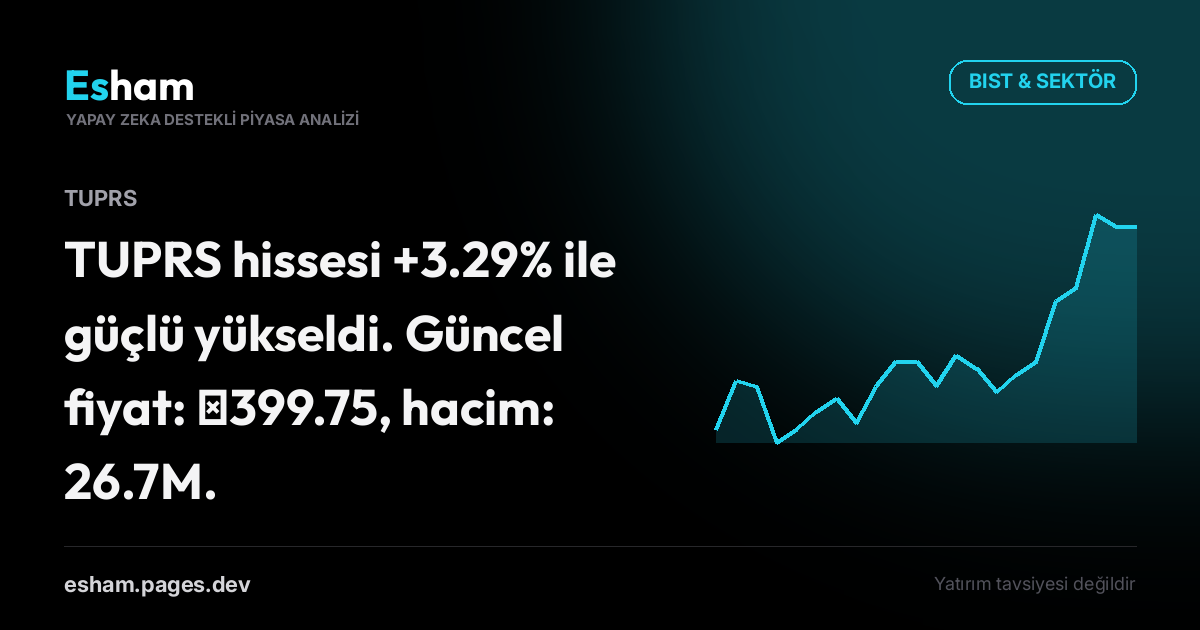 Esham
YAPAY ZEKA DESTEKLİ PİYASA ANALİZİ
BIST & SEKTÖR
TUPRS
TUPRS hissesi +3.29% ile
güçlü yükseldi. Güncel
fiyat: 399.75, hacim:
26.7M.
esham.pages.dev
Yatırım tavsiyesi değildir